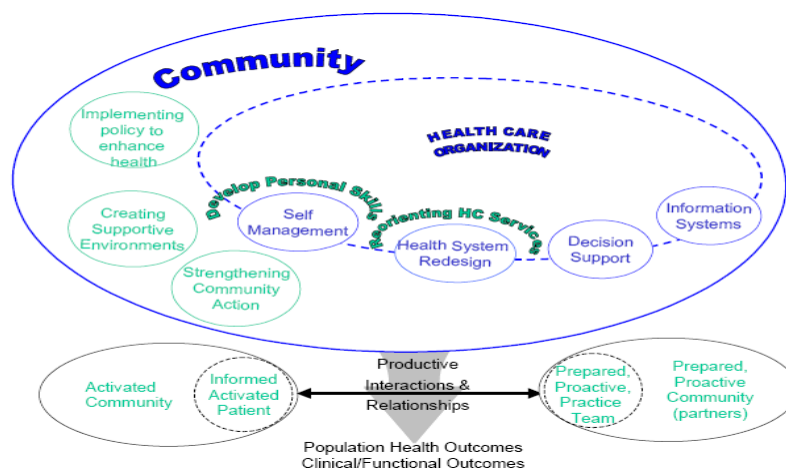 Community
Implementing
policy to
enhance
health
HEALTH CARE
ORGANIZATION
Develop Personal Skills
Creating
Supportive
Environments
Self
Management
Reorienting HC Services
Health System
Redesign
Decision
Support
Information
Systems
Strengthening
Community
Action
Activated
Community
Informed
Activated
Patient
Productive
Interactions &
Relationships
Prepared,
Proactive,
Practice
Team
Prepared,
Proactive
Community
(partners)
Population Health Outcomes
Clinical/Functional Outcomes